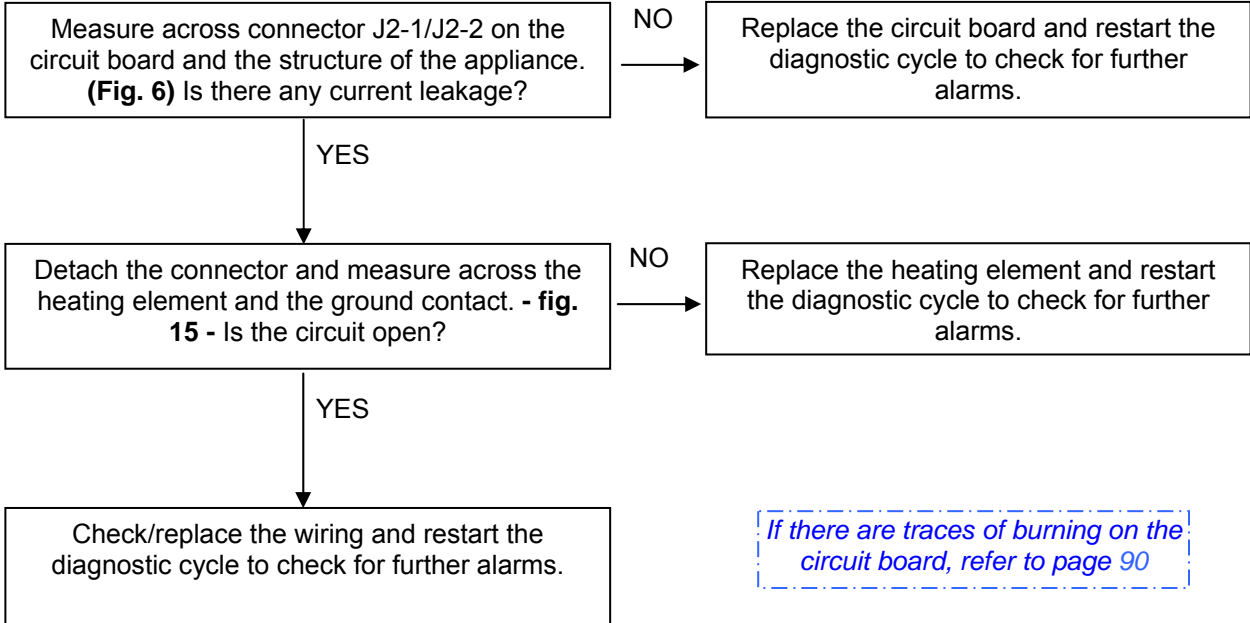 Measure across connector J2-1/J2-2 on the
circuit board and the structure of the appliance.
(Fig. 6) Is there any current leakage?
NO
Replace the circuit board and restart the
diagnostic cycle to check for further
alarms.
YES
Detach the connector and measure across the
heating element and the ground contact. - fig.
15 - Is the circuit open?
NO
Replace the heating element and restart
the diagnostic cycle to check for further
alarms.
YES
Check/replace the wiring and restart the
diagnostic cycle to check for further alarms.
If there are traces of burning on the
circuit board, refer to page 90